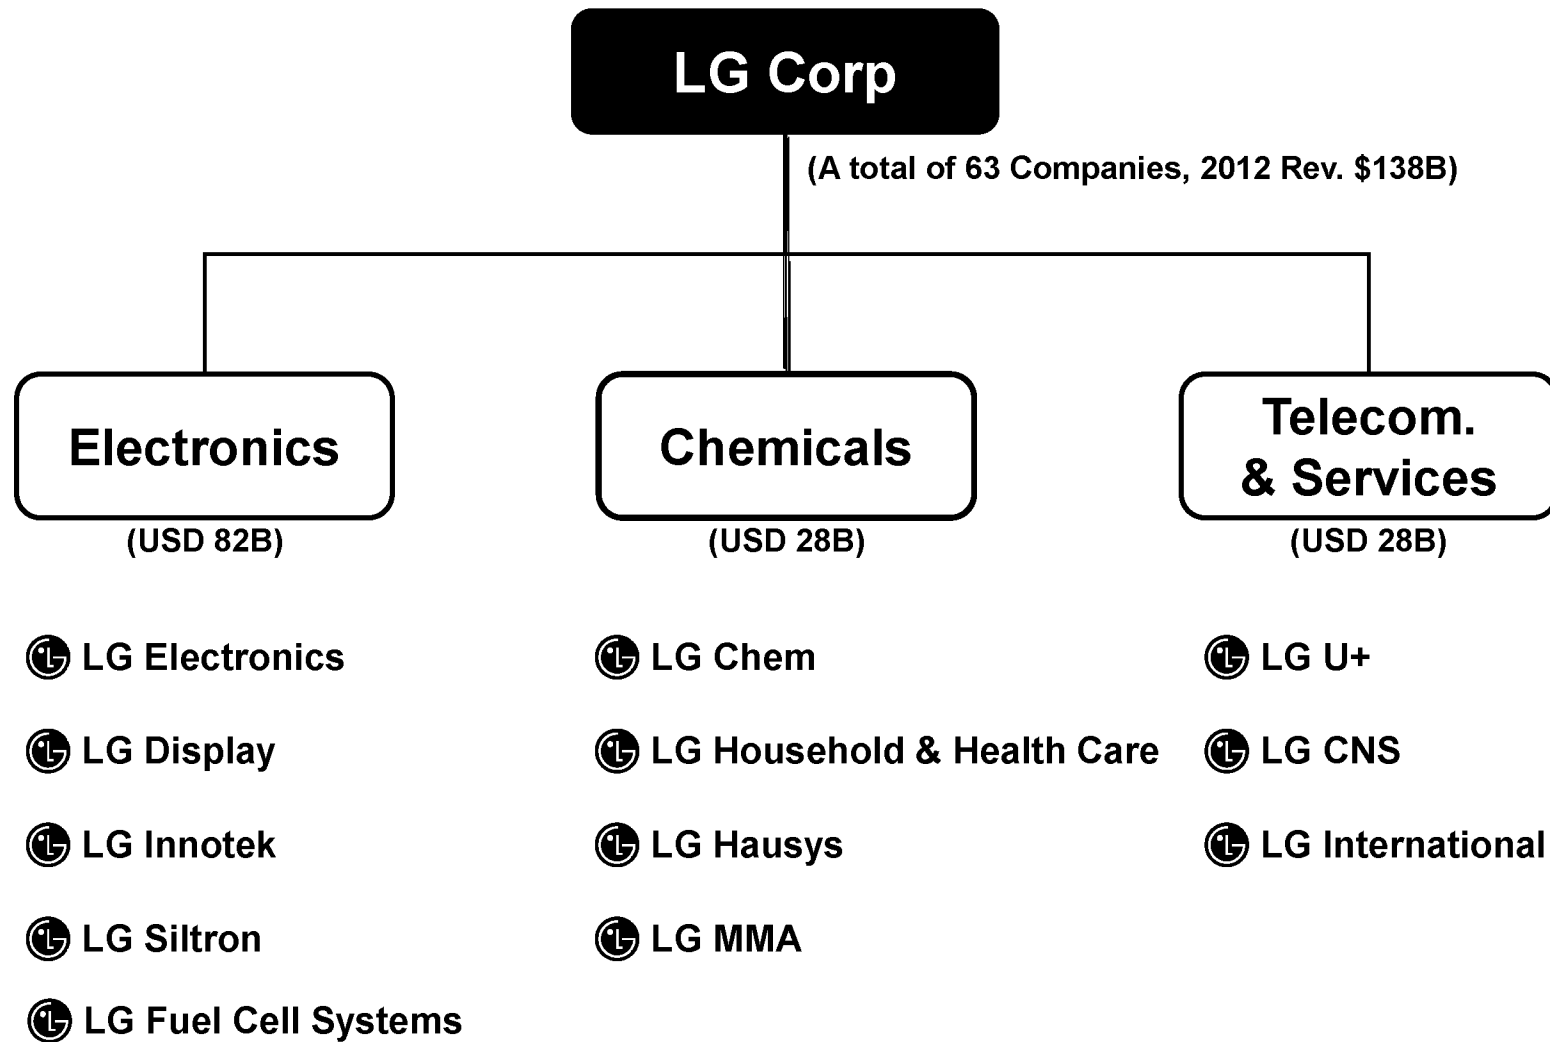 LG Corp
(A total of 63 Companies, 2012 Rev. $138B)
Electronics
(USD 82B)
LG Electronics
LG Display
LG Innotek
LG Siltron
LG Fuel Cell Systems
Chemicals
(USD 28B)
LG Chem
LG Household & Health Care
LG Hausys
LG MMA
Telecom.
& Services
(USD 28B)
LG U+
LG CNS
LG International